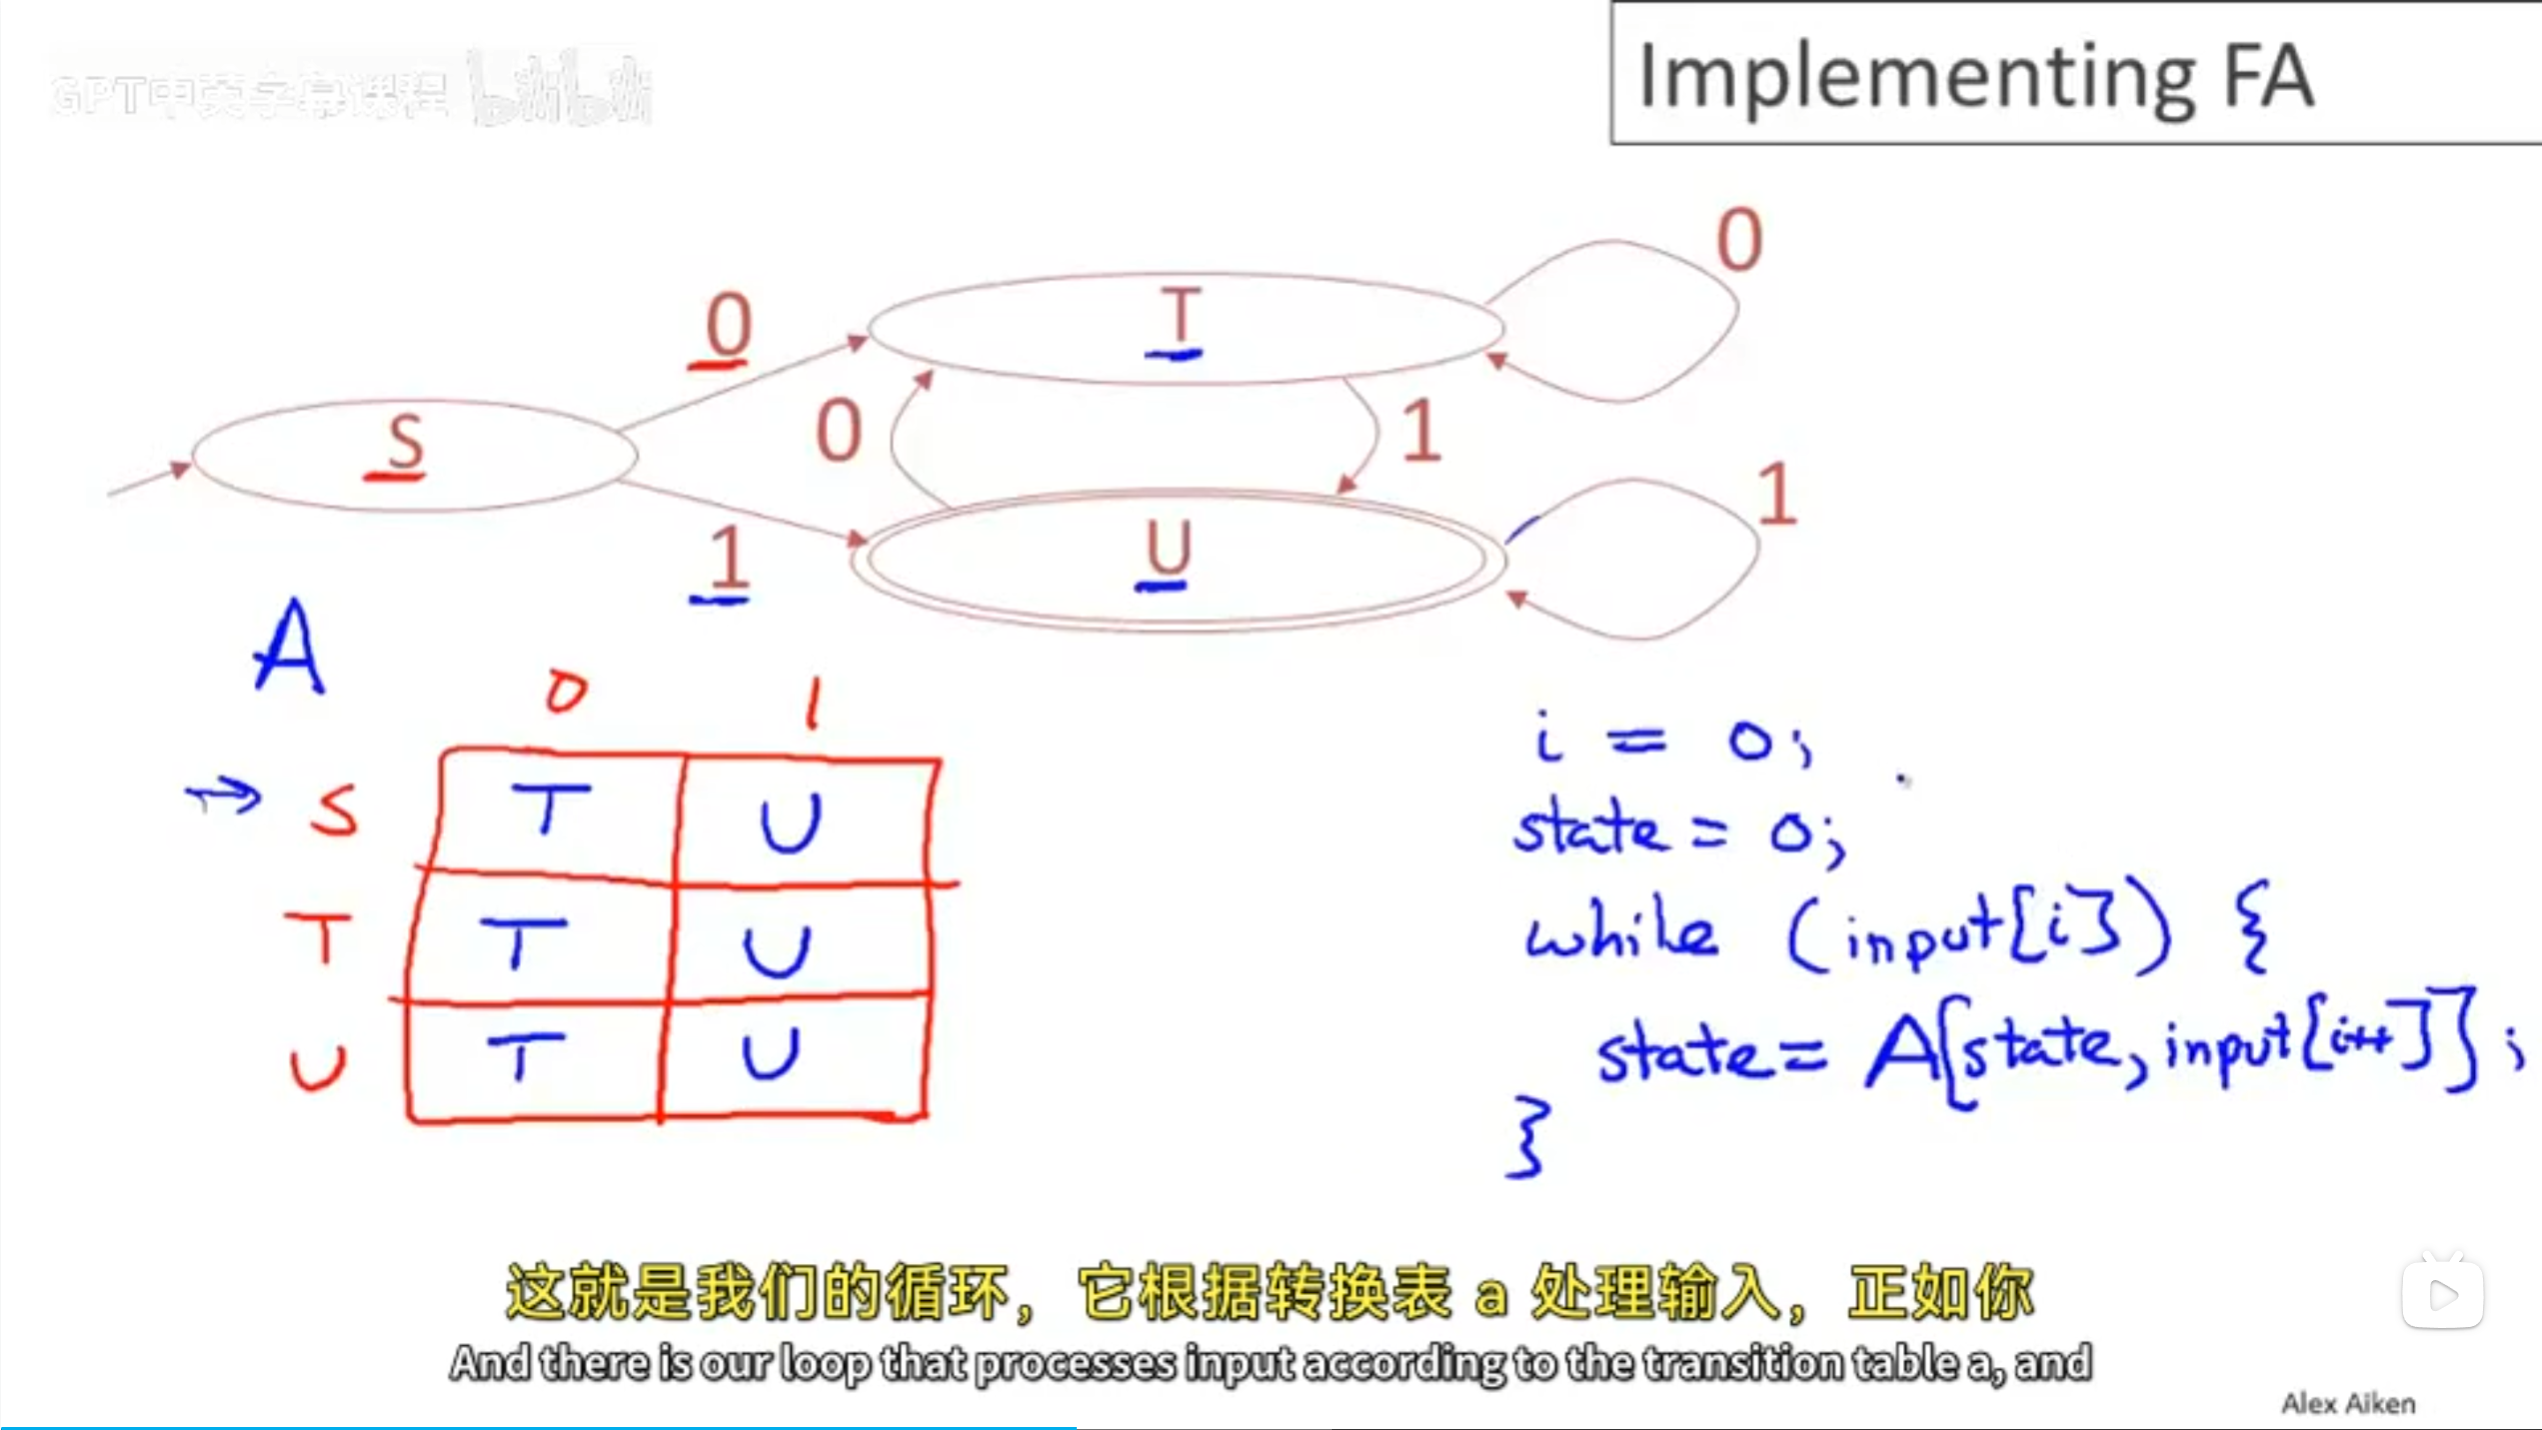 GPT中英字幕课程 bilibili
Implementing FA
0
0
T
S
0
1
1
U
1
A
0 1
S T U
T T U
U T U
i = 0;
state = 0;
while (input[i]) {
state = A[state, input[i++]];
}
这就是我们的循环，它根据转换表 a 处理输入，正如你
And there is our loop that processes input according to the transition table a, and
Alex Aiken